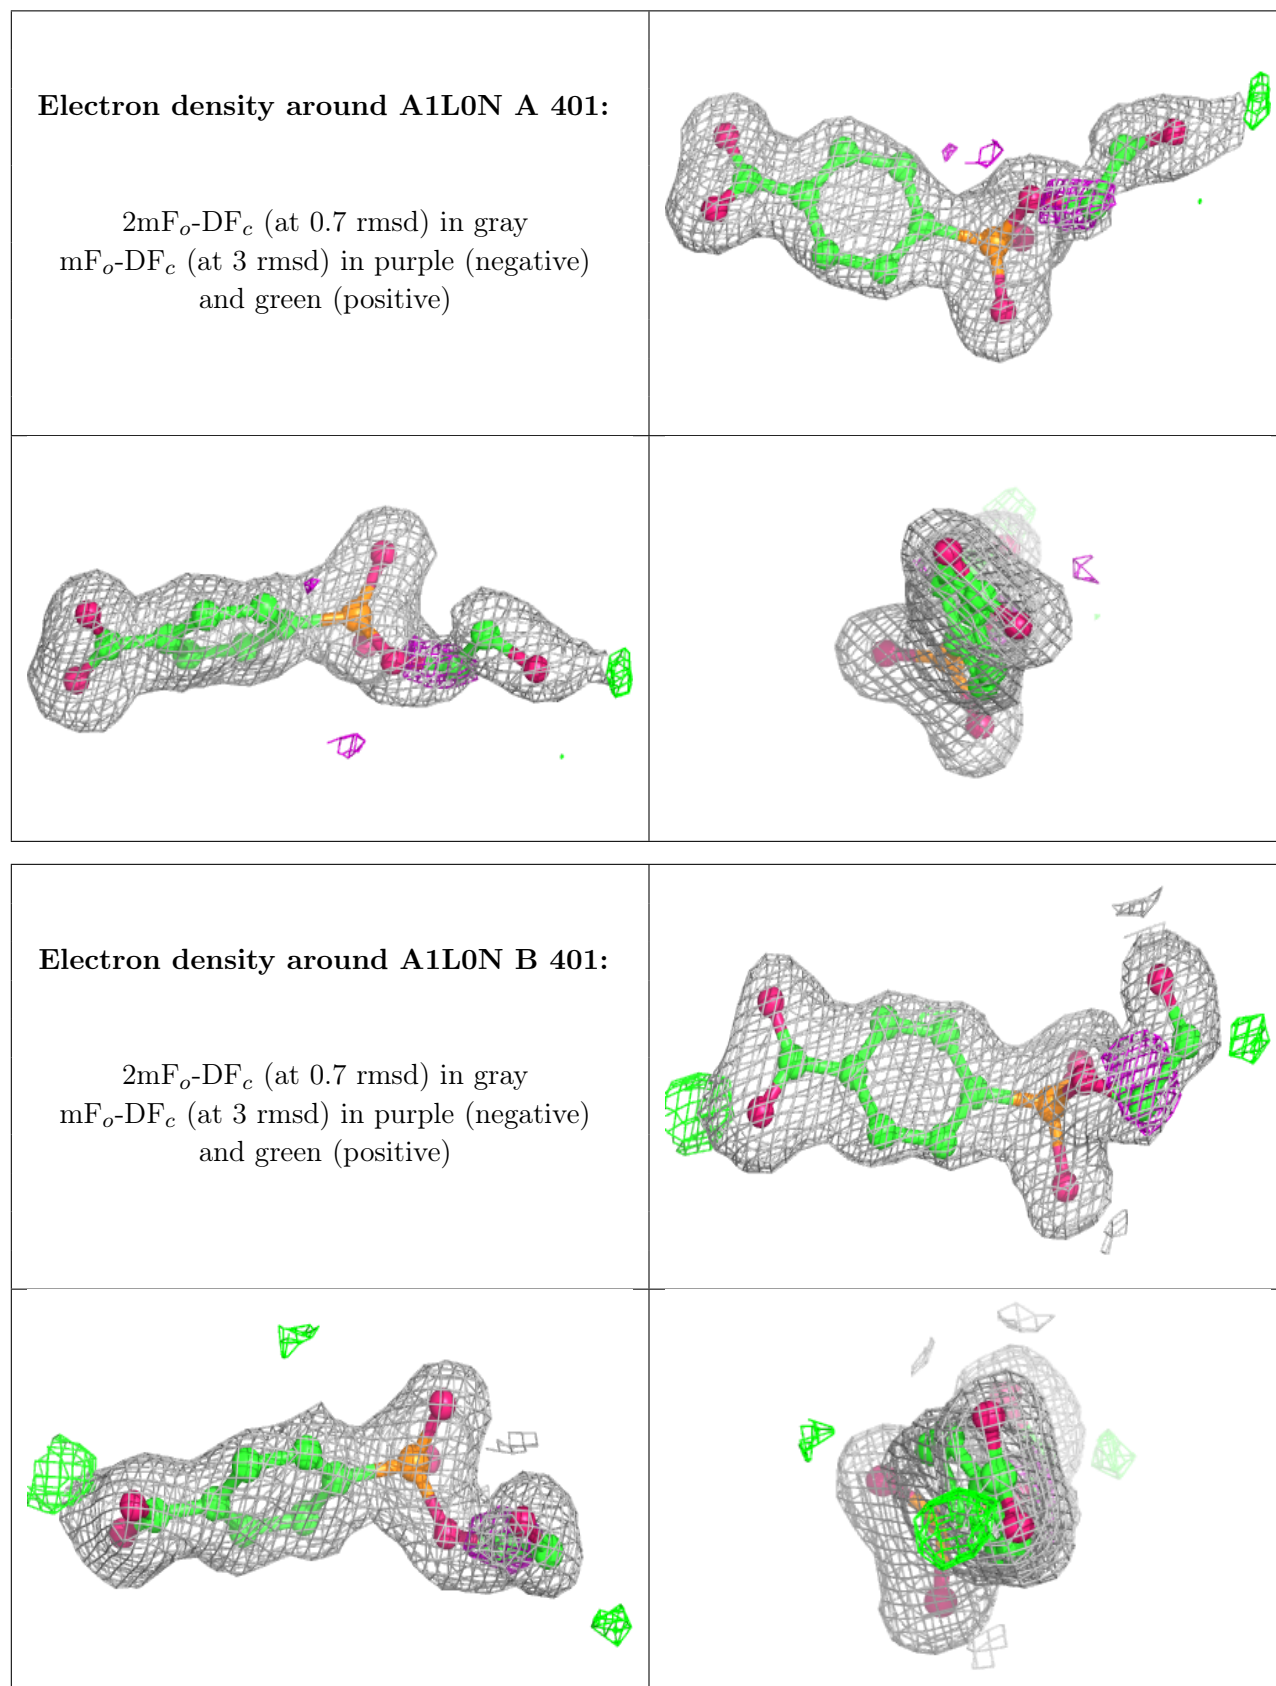 Electron density around A1L0N A 401:
2mFₒ-DF𝒸 (at 0.7 rmsd) in gray
mFₒ-DF𝒸 (at 3 rmsd) in purple (negative)
and green (positive)
Electron density around A1L0N B 401:
2mFₒ-DF𝒸 (at 0.7 rmsd) in gray
mFₒ-DF𝒸 (at 3 rmsd) in purple (negative)
and green (positive)